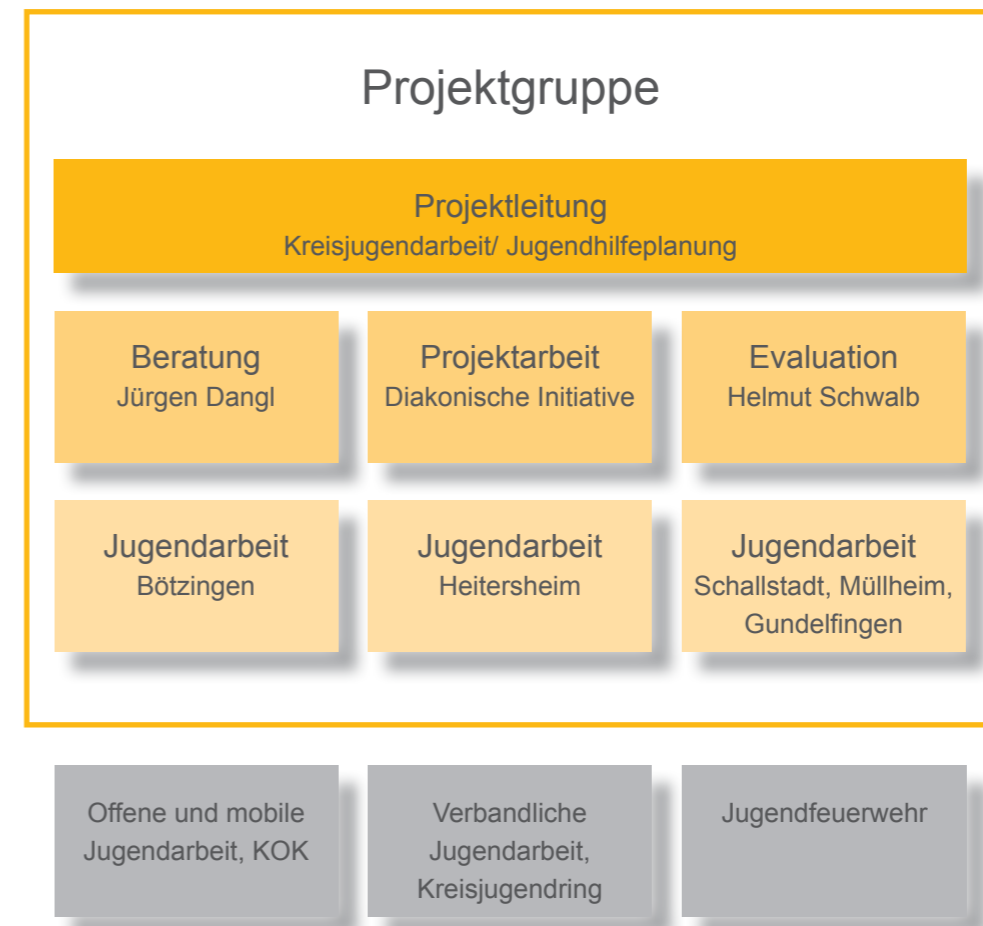 Projektgruppe
Projektleitung
Kreisjugendarbeit/ Jugendhilfeplanung
Beratung
Jürgen Dangl
Projektarbeit
Diakonische Initiative
Evaluation
Helmut Schwalb
Jugendarbeit
Bötzingen
Jugendarbeit
Heitersheim
Jugendarbeit
Schallstadt, Müllheim,
Gundelfingen
Offene und mobile
Jugendarbeit, KOK
Verbandliche
Jugendarbeit,
Kreisjugendring
Jugendfeuerwehr